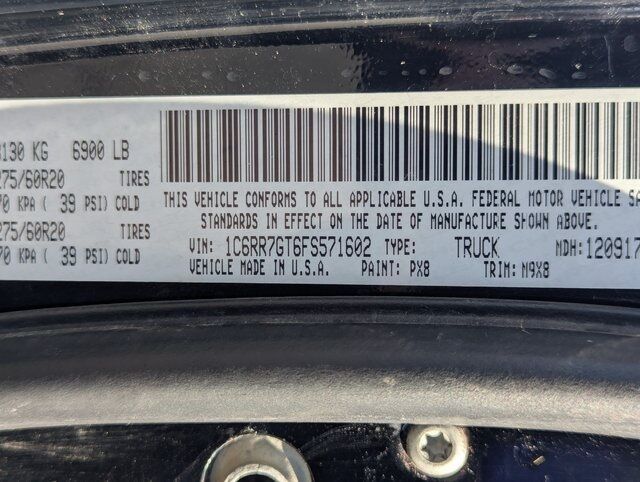 3130 KG 6900 LB
275/60R20 TIRES
70 KPA ( 39 PSI) COLD
275/60R20 TIRES
70 KPA ( 39 PSI) COLD
THIS VEHICLE CONFORMS TO ALL APPLICABLE U.S.A. FEDERAL MOTOR VEHICLE SA
STANDARDS IN EFFECT ON THE DATE OF MANUFACTURE SHOWN ABOVE.
VIN: 1C6RR7GT6FS571602 TYPE: TRUCK MDH: 120917
VEHICLE MADE IN U.S.A. PAINT: PX8 TRIM: N9X8